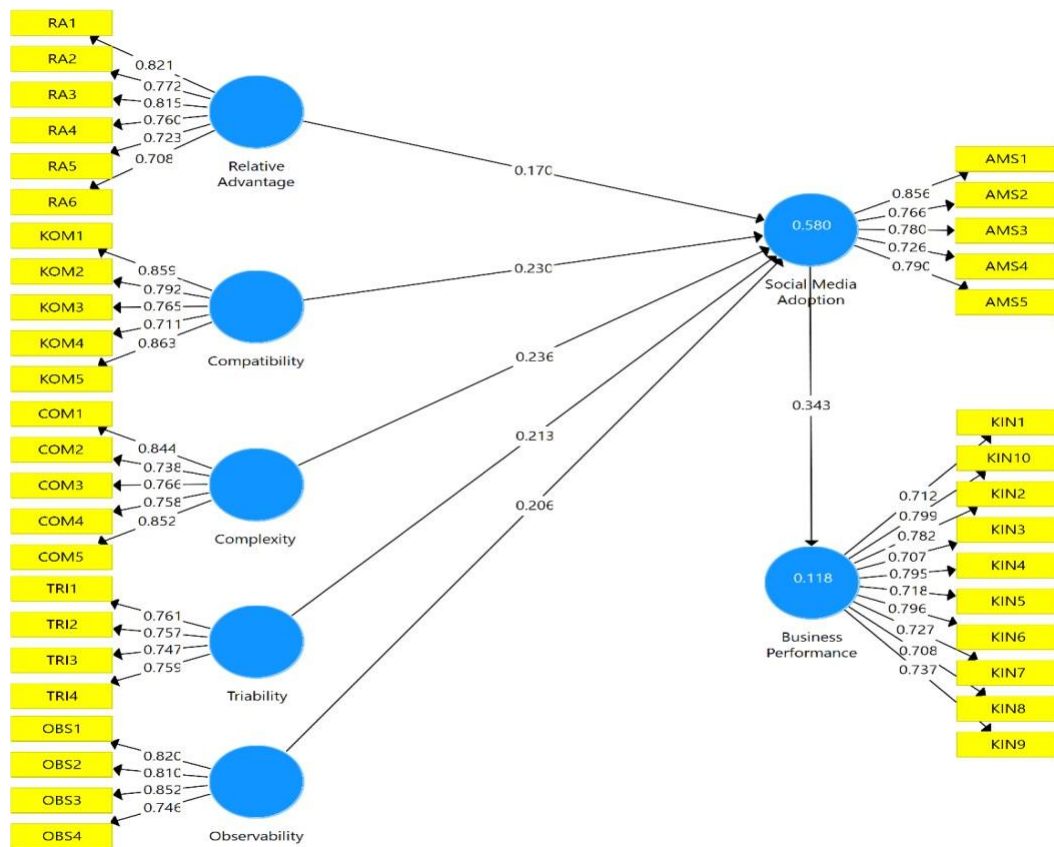 RA1
RA2
RA3
RA4
RA5
RA6
0.821
0.772
0.815
0.760
0.723
0.708
Relative
Advantage
0.170
KOM1
KOM2
KOM3
KOM4
KOM5
0.859
0.792
0.765
0.711
0.863
Compatibility
0.230
COM1
COM2
COM3
COM4
COM5
0.844
0.738
0.766
0.758
0.852
Complexity
0.236
TRI1
TRI2
TRI3
TRI4
0.761
0.757
0.747
0.759
Triability
0.213
OBS1
OBS2
OBS3
OBS4
0.820
0.810
0.852
0.746
Observability
0.206
0.580
Social Media
Adoption
0.856
0.766
0.780
0.726
0.790
AMS1
AMS2
AMS3
AMS4
AMS5
0.343
0.118
Business
Performance
0.712
0.799
0.782
0.707
0.795
0.718
0.796
0.727
0.708
0.737
KIN1
KIN10
KIN2
KIN3
KIN4
KIN5
KIN6
KIN7
KIN8
KIN9